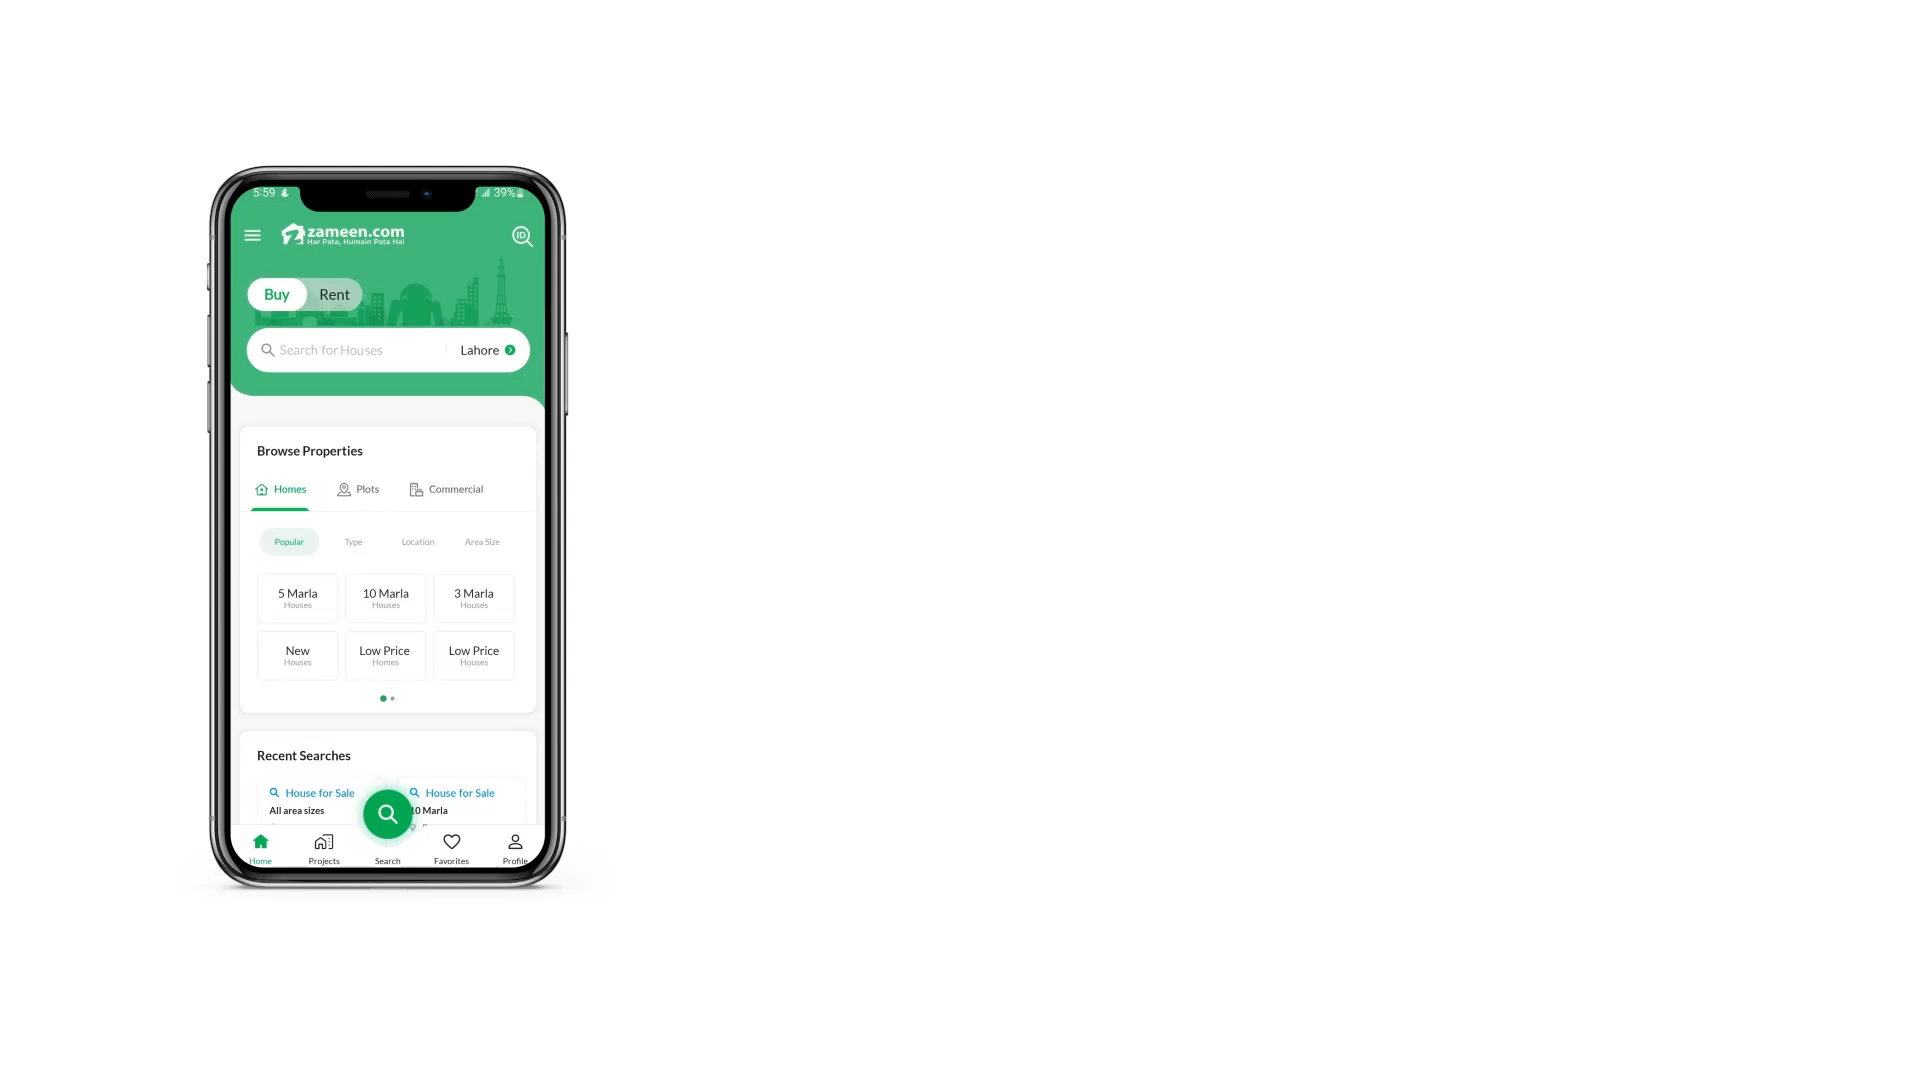 5:59
39%
zameen.com
Har Pata, Humain Pata Hai
ID
Buy Rent
Search for Houses Lahore
Browse Properties
Homes Plots Commercial
Popular Type Location Area Size
5 Marla 10 Marla 3 Marla
Houses Houses Houses
New Low Price Low Price
Houses Homes Houses
Recent Searches
House for Sale House for Sale
All area sizes 10 Marla
Home Projects Search Favorites Profile